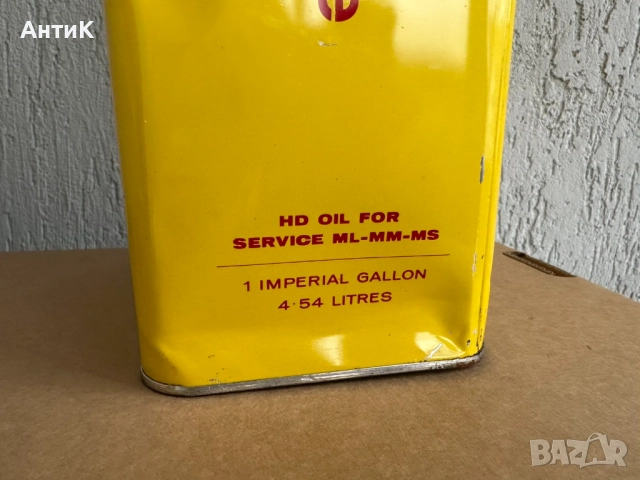 АнтиК
HD OIL FOR
SERVICE ML-MM-MS
1 IMPERIAL GALLON
4·54 LITRES
BAZAR